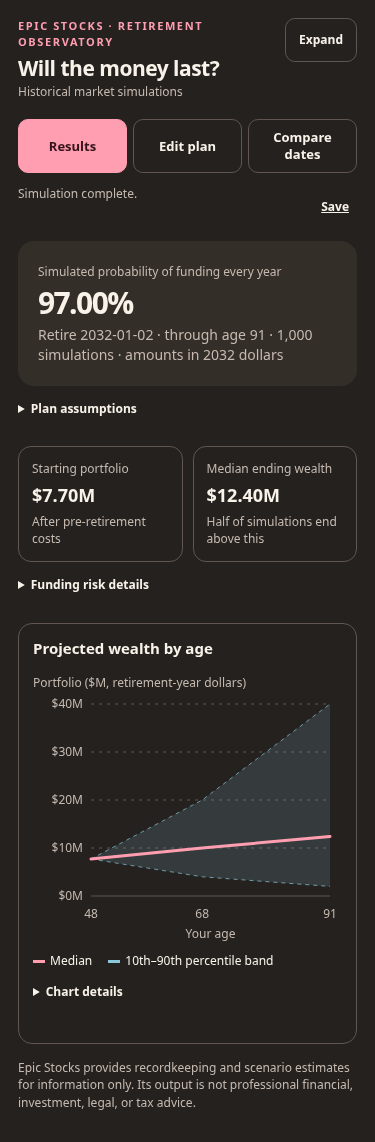 EPIC STOCKS · RETIREMENT
OBSERVATORY
Will the money last?
Historical market simulations
Expand
Results
Edit plan
Compare
dates
Simulation complete.
Save
Simulated probability of funding every year
97.00%
Retire 2032-01-02 · through age 91 · 1,000
simulations · amounts in 2032 dollars
Plan assumptions
Starting portfolio
$7.70M
After pre-retirement
costs
Median ending wealth
$12.40M
Half of simulations end
above this
Funding risk details
Projected wealth by age
Portfolio ($M, retirement-year dollars)
$40M
$30M
$20M
$10M
$0M
48 68 91
Your age
Median 10th–90th percentile band
Chart details
Epic Stocks provides recordkeeping and scenario estimates
for information only. Its output is not professional financial,
investment, legal, or tax advice.